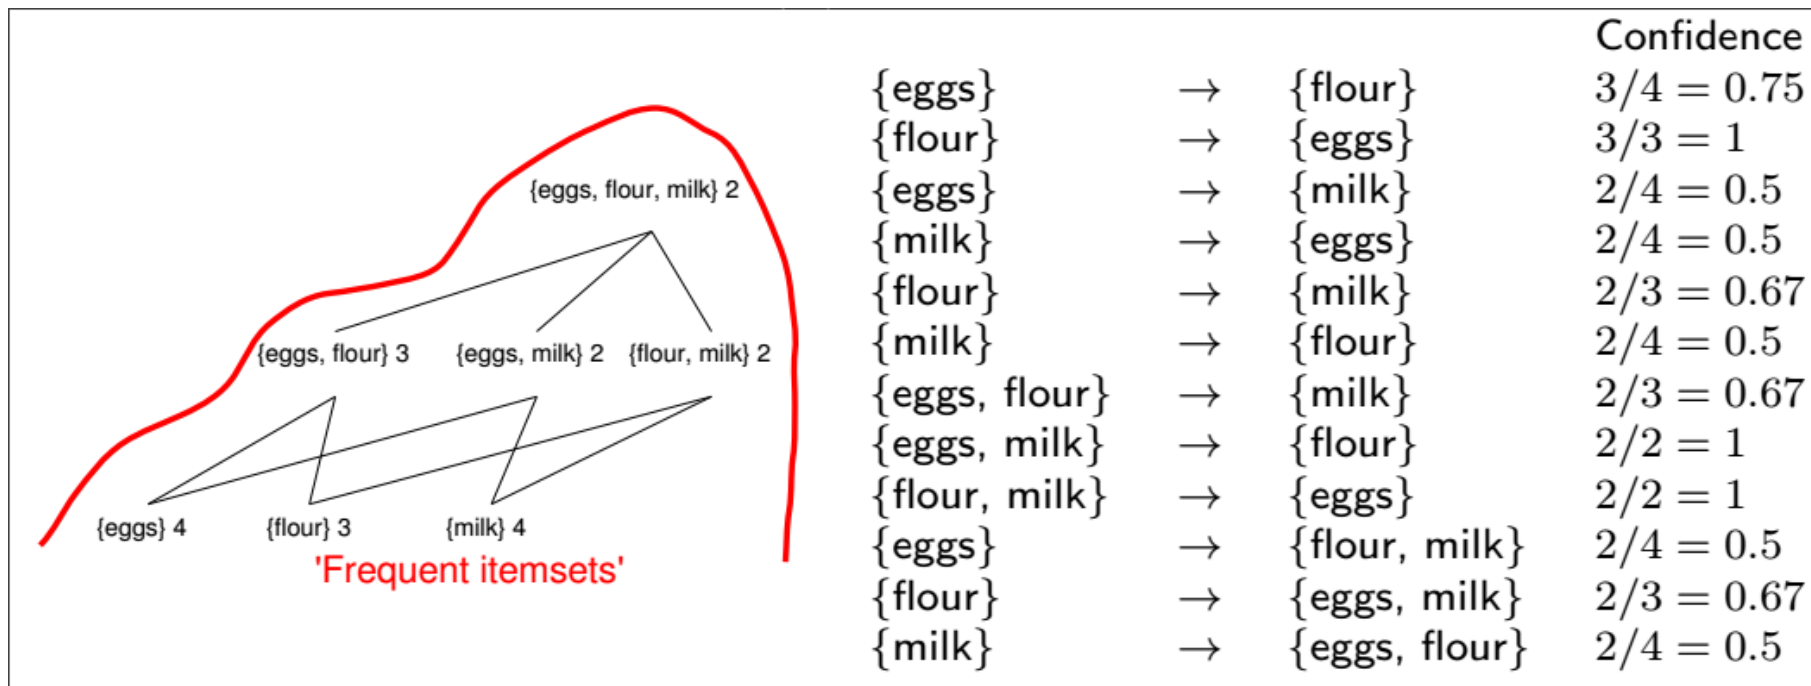 {eggs, flour, milk} 2
{eggs, flour} 3 {eggs, milk} 2 {flour, milk} 2
{eggs} 4 {flour} 3 {milk} 4
'Frequent itemsets'
Confidence
{eggs} → {flour} 3/4 = 0.75
{flour} → {eggs} 3/3 = 1
{eggs} → {milk} 2/4 = 0.5
{milk} → {eggs} 2/4 = 0.5
{flour} → {milk} 2/3 = 0.67
{milk} → {flour} 2/4 = 0.5
{eggs, flour} → {milk} 2/3 = 0.67
{eggs, milk} → {flour} 2/2 = 1
{flour, milk} → {eggs} 2/2 = 1
{eggs} → {flour, milk} 2/4 = 0.5
{flour} → {eggs, milk} 2/3 = 0.67
{milk} → {eggs, flour} 2/4 = 0.5